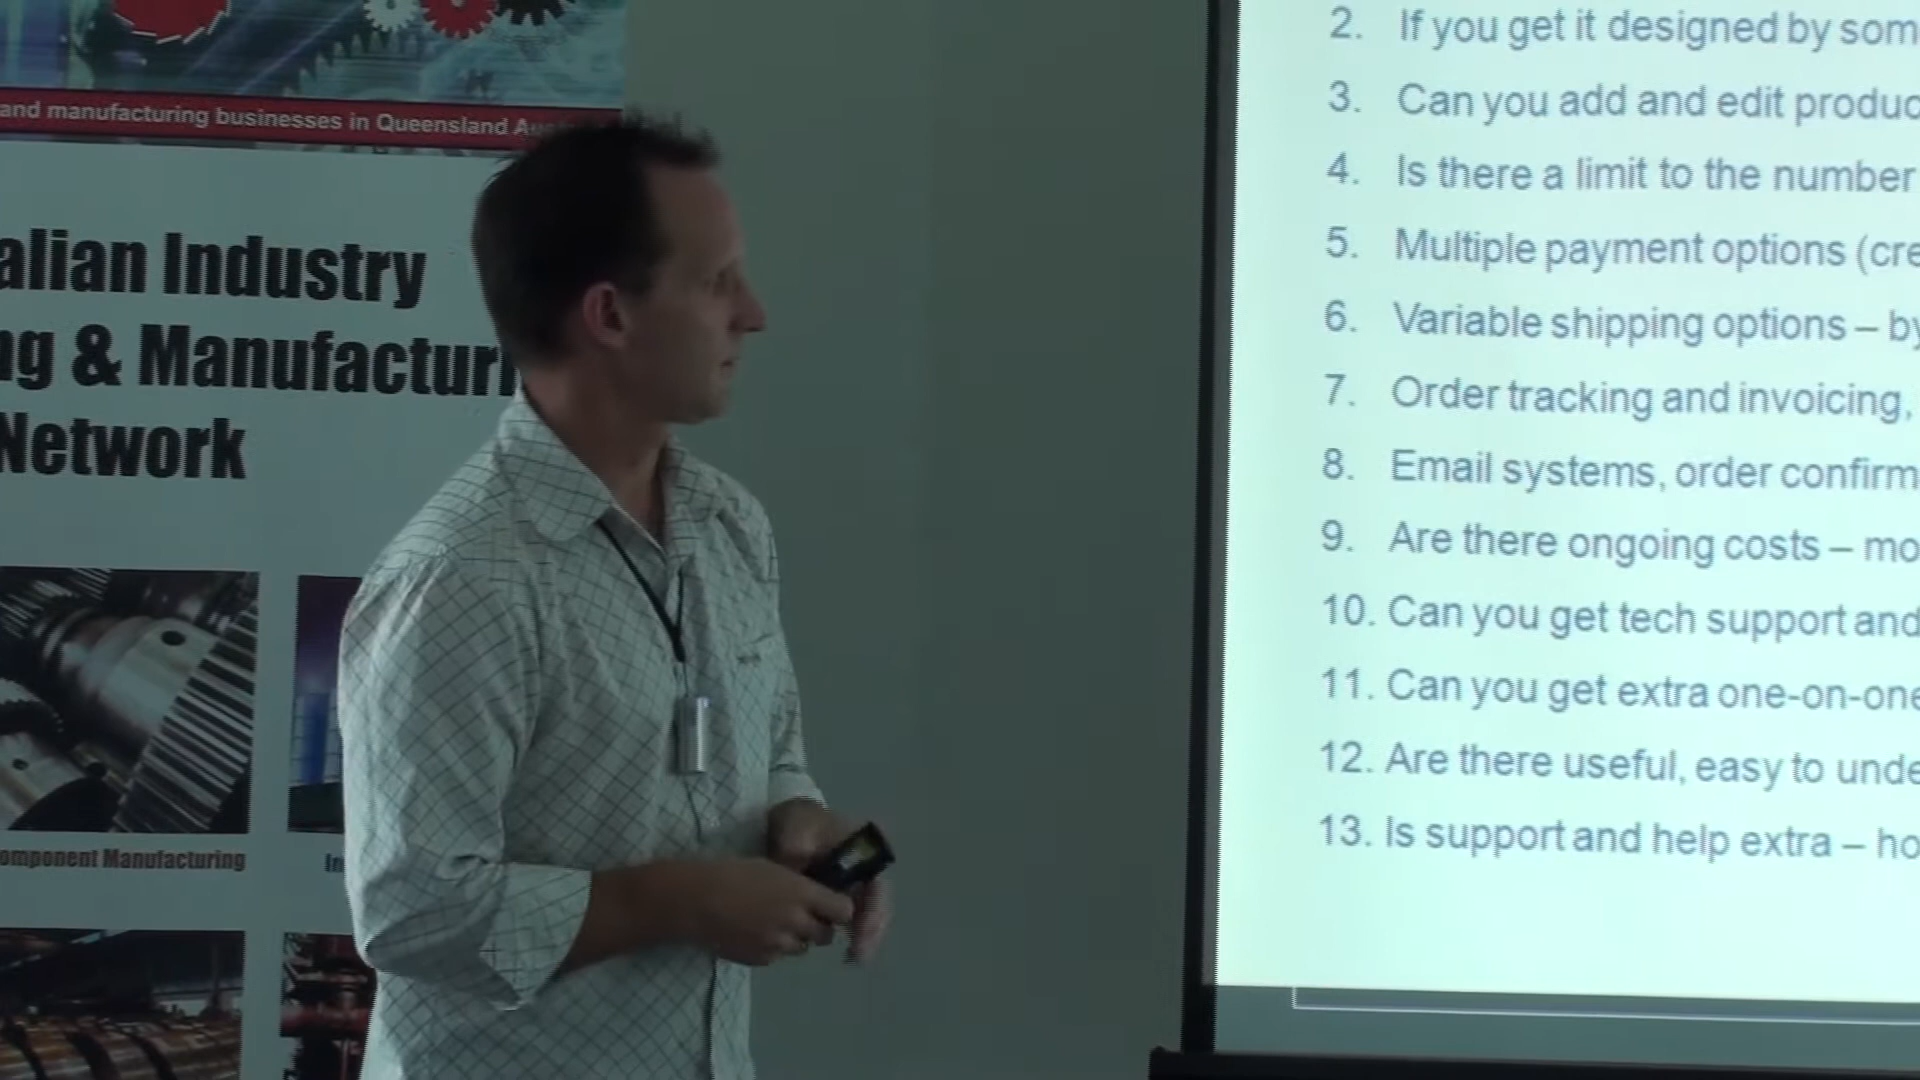 and manufacturing businesses in Queensland
alian Industry
ng & Manufacturi
Network
omponent Manufacturing
In
2. If you get it designed by som
3. Can you add and edit produc
4. Is there a limit to the number
5. Multiple payment options (cre
6. Variable shipping options – by
7. Order tracking and invoicing,
8. Email systems, order confirm
9. Are there ongoing costs – mo
10. Can you get tech support and
11. Can you get extra one-on-one
12. Are there useful, easy to unde
13. Is support and help extra – ho